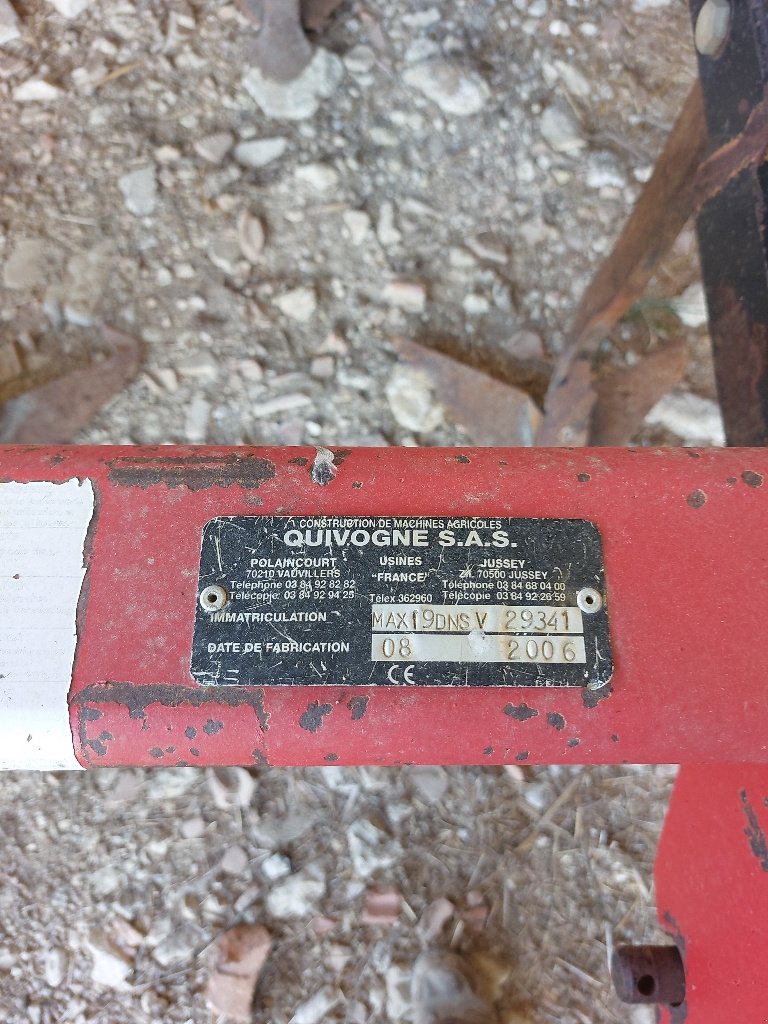 CONSTRUCTION DE MACHINES AGRICOLES
QUIVOGNE S.A.S.
POLAINCOURT USINES JUSSEY
70210 VAUVILLERS "FRANCE" Z.I. 70500 JUSSEY
Téléphone 03 84 92 82 82 Téléphone 03 84 68 04 00
Télécopie: 03 84 92 94 25 Télex 362960 Télécopie 03 84 92 26 59
IMMATRICULATION MAX19DNS V 29341
DATE DE FABRICATION 08 2006
CE